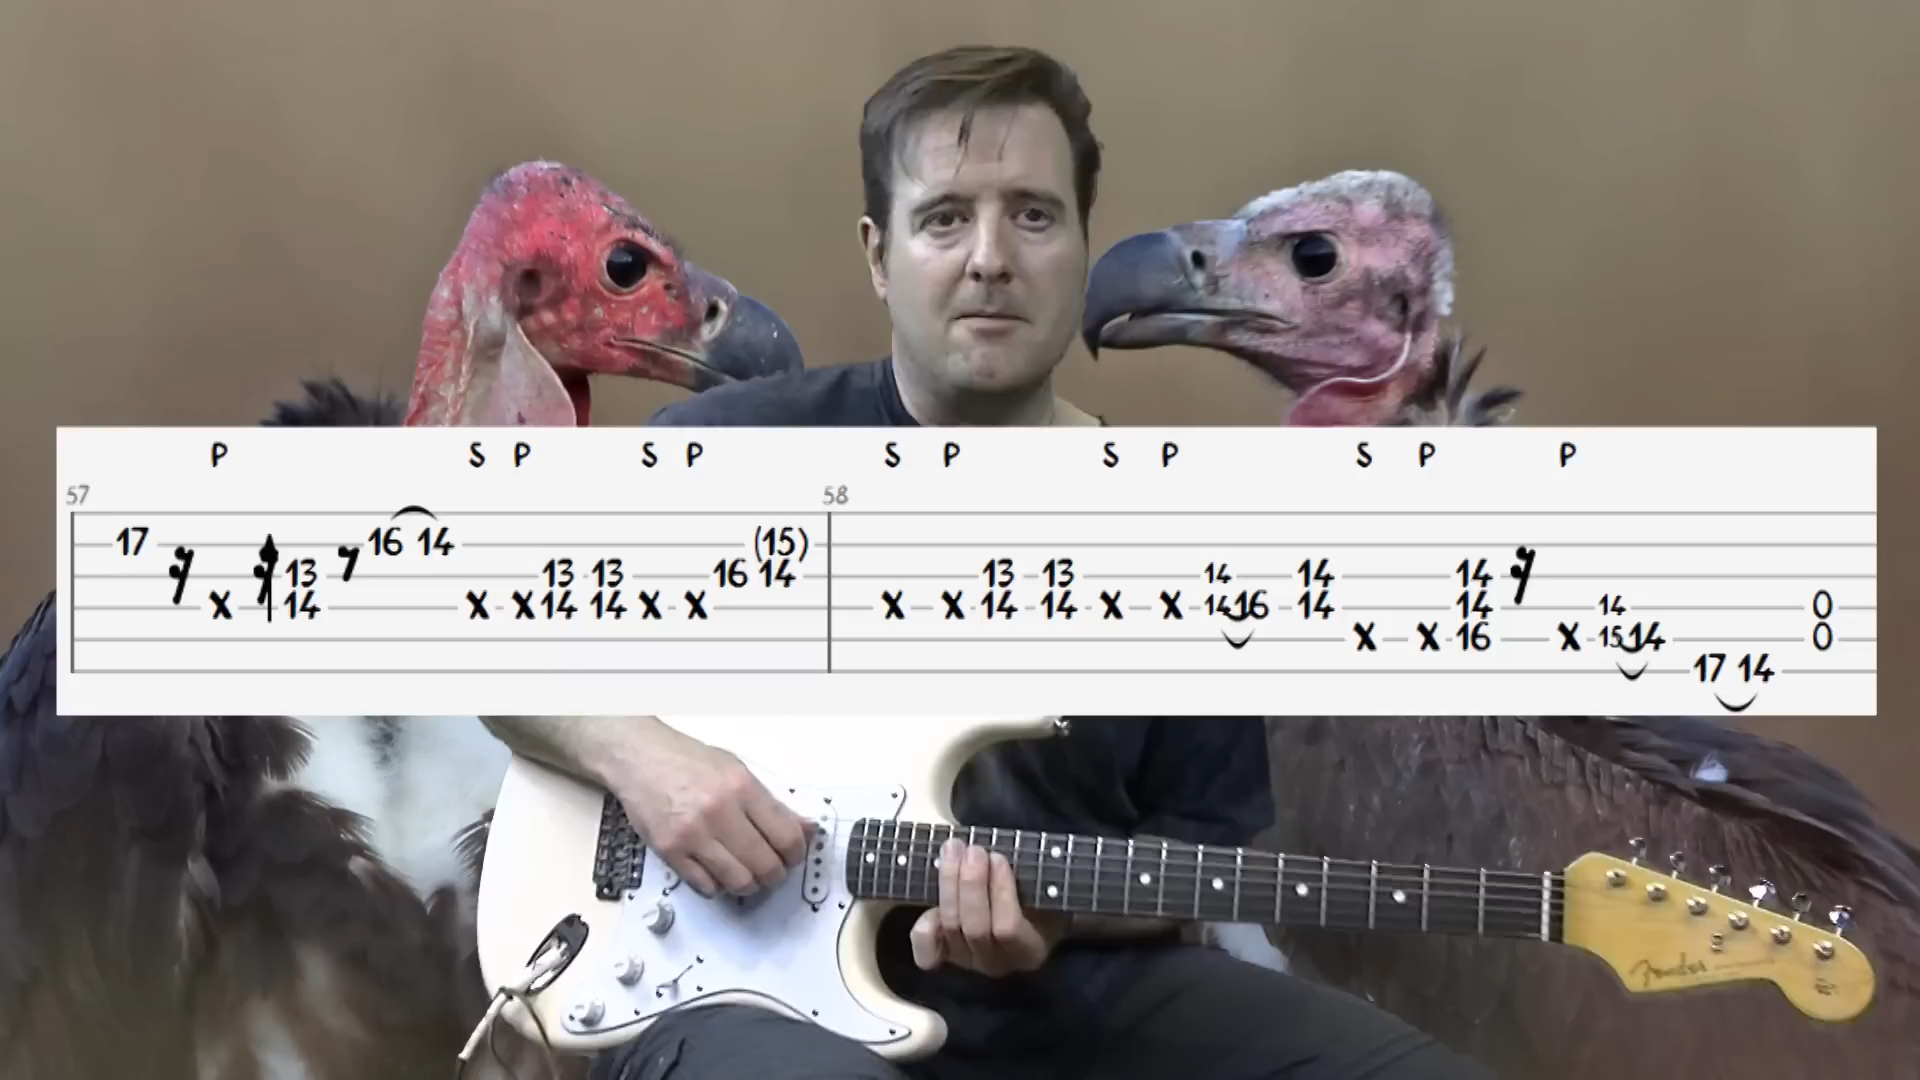 P S P S P S P S P S P P
57 58
17 16 14 (15)
13 13 13 16 14 13 13 14 14 14
x 14 x x 14 14 x x x x 14 14 x x 14 16 14 14 14 0
x x 16 x 15 14 0
17 14
Fender